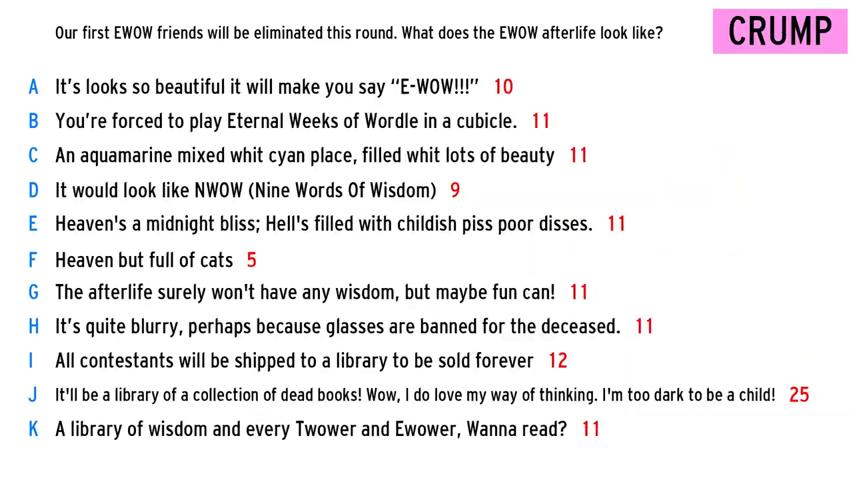 Our first EWOW friends will be eliminated this round. What does the EWOW afterlife look like?
CRUMP
A It's looks so beautiful it will make you say “E-WOW!!!” 10
B You're forced to play Eternal Weeks of Wordle in a cubicle. 11
C An aquamarine mixed whit cyan place, filled whit lots of beauty 11
D It would look like NWOW (Nine Words Of Wisdom) 9
E Heaven's a midnight bliss; Hell's filled with childish piss poor disses. 11
F Heaven but full of cats 5
G The afterlife surely won't have any wisdom, but maybe fun can! 11
H It's quite blurry, perhaps because glasses are banned for the deceased. 11
I All contestants will be shipped to a library to be sold forever 12
J It'll be a library of a collection of dead books! Wow, I do love my way of thinking. I'm too dark to be a child! 25
K A library of wisdom and every Twower and Ewower, Wanna read? 11